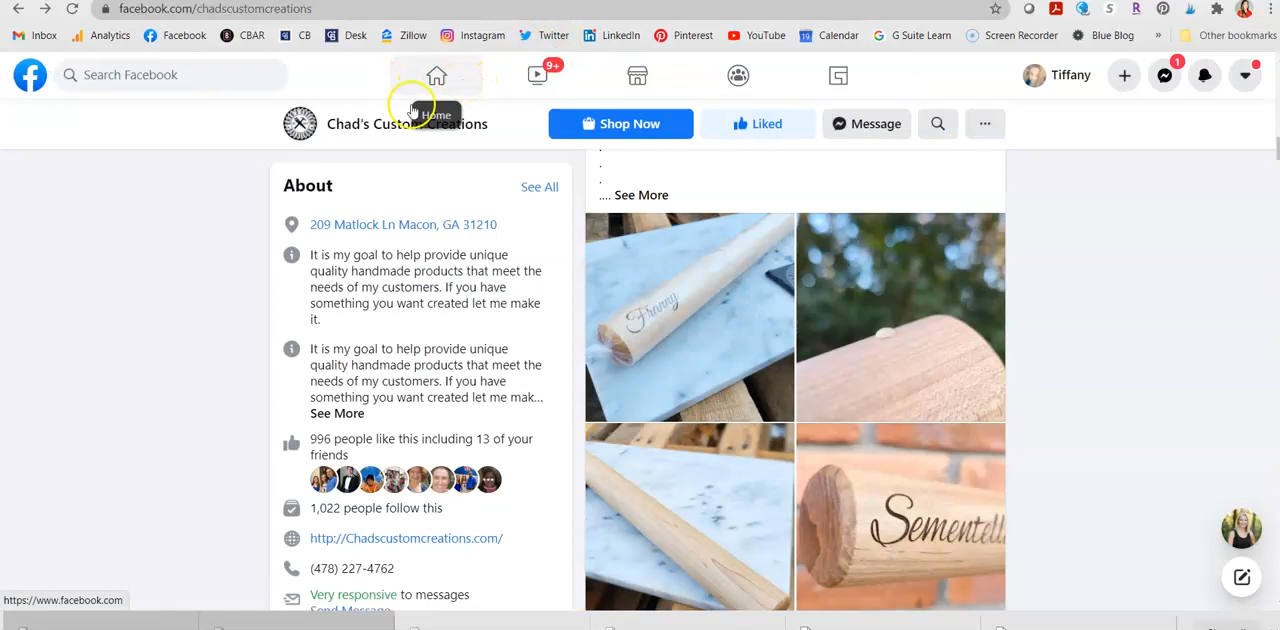 facebook.com/chadscustomcreations
Inbox Analytics Facebook CBAR CB Desk Zillow Instagram Twitter LinkedIn Pinterest YouTube 19 Calendar G Suite Learn Screen Recorder Blue Blog » Other bookmarks
Search Facebook 9+ Tiffany 1
Home
Chad's Custom Creations Shop Now Liked Message
About See All
209 Matlock Ln Macon, GA 31210
It is my goal to help provide unique
quality handmade products that meet the
needs of my customers. If you have
something you want created let me make
it.
It is my goal to help provide unique
quality handmade products that meet the
needs of my customers. If you have
something you want created let me mak...
See More
996 people like this including 13 of your
friends
1,022 people follow this
http://Chadscustomcreations.com/
(478) 227-4762
Very responsive to messages
Send Message
.
.
.
.... See More
Franny
Sementell
https://www.facebook.com